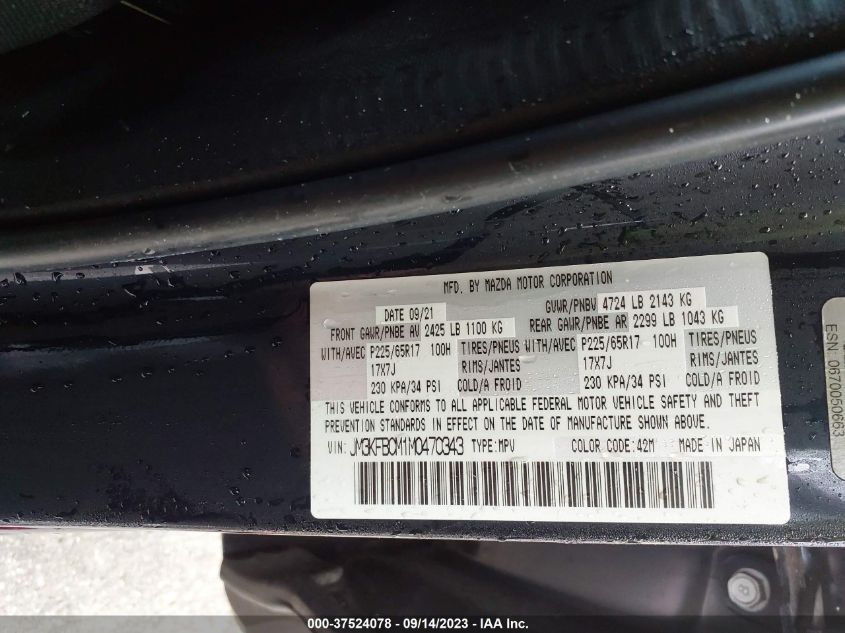 MFD. BY MAZDA MOTOR CORPORATION
DATE 09/21 GVWR/PNBV 4724 LB 2143 KG
FRONT GAWR/PNBE AV 2425 LB 1100 KG REAR GAWR/PNBE AR 2299 LB 1043 KG
WITH/AVEC P225/65R17 100H TIRES/PNEUS WITH/AVEC P225/65R17 100H TIRES/PNEUS
17X7J RIMS/JANTES 17X7J RIMS/JANTES
230 KPA/34 PSI COLD/A FROID 230 KPA/34 PSI COLD/A FROID
THIS VEHICLE CONFORMS TO ALL APPLICABLE FEDERAL MOTOR VEHICLE SAFETY AND THEFT
PREVENTION STANDARDS IN EFFECT ON THE DATE OF MANUFACTURE SHOWN ABOVE.
VIN: JM3KFBCM1M0470343 TYPE:MPV COLOR CODE:42M MADE IN JAPAN
ESN: 0670050663
000-37524078 - 09/14/2023 - IAA Inc.